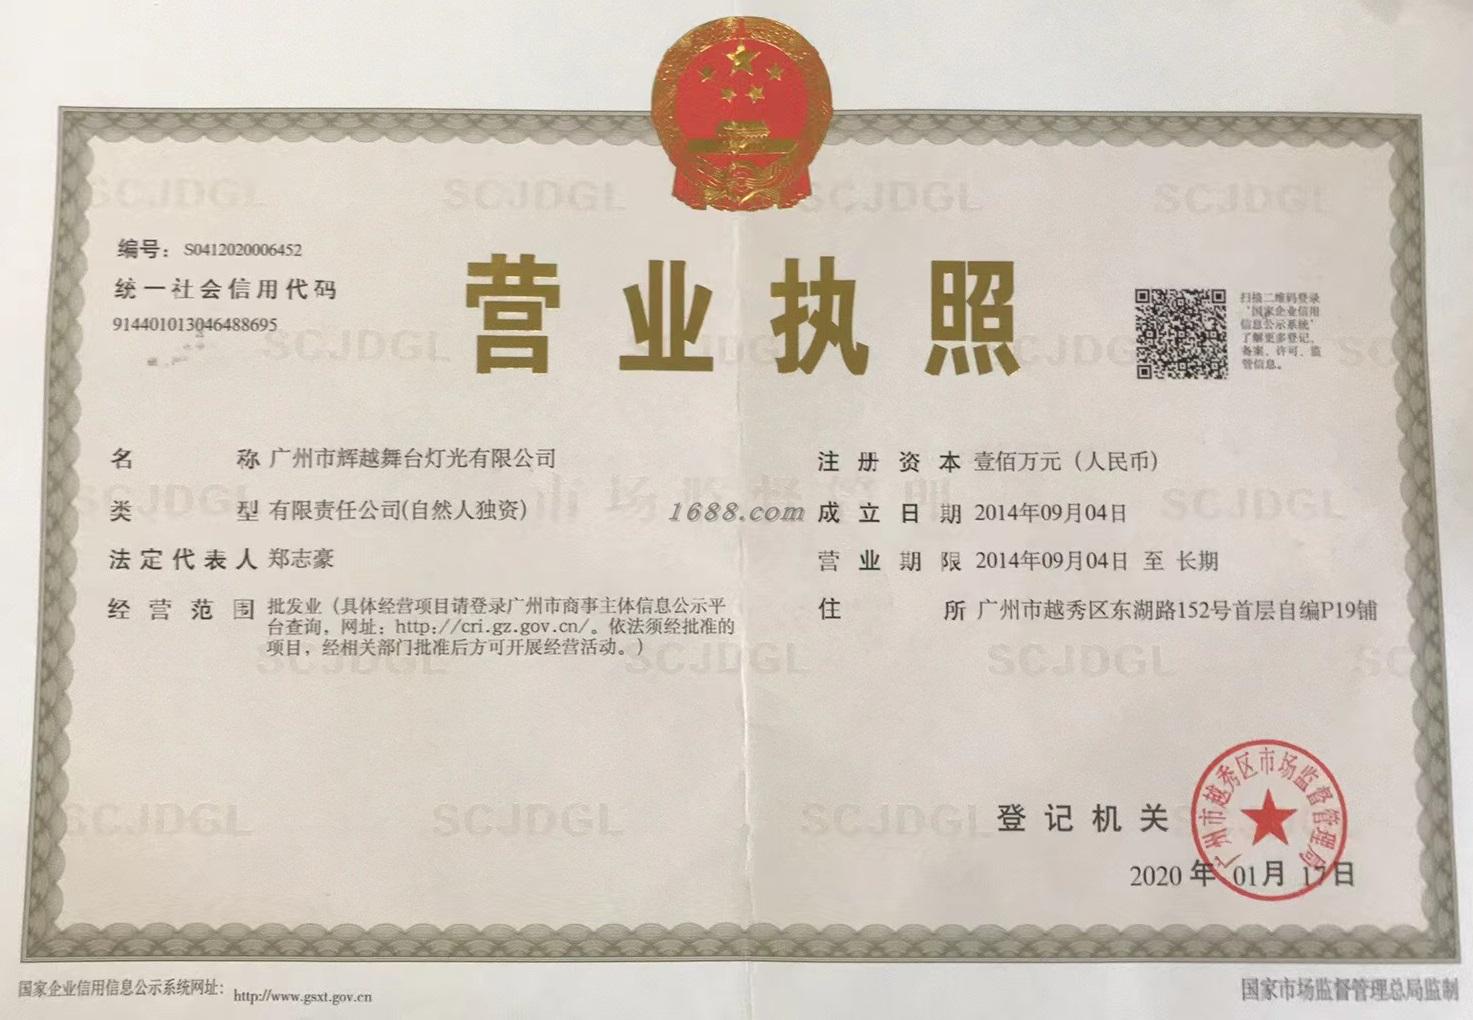 编号：S0412020006452
统一社会信用代码
914401013046488695
营业执照
扫描二维码登录
'国家企业信用
信息公示系统'
了解更多登记、
备案、许可、监
管信息。
名 称 广州市辉越舞台灯光有限公司
类 型 有限责任公司(自然人独资)
法定代表人 郑志豪
经营范围 批发业（具体经营项目请登录广州市商事主体信息公示平
台查询，网址：http://cri.gz.gov.cn/。依法须经批准的
项目，经相关部门批准后方可开展经营活动。）
1688.com
注册资本 壹佰万元（人民币）
成立日期 2014年09月04日
营业期限 2014年09月04日 至 长期
住 所 广州市越秀区东湖路152号首层自编P19铺
登记机关
广州市越秀区市场监督管理局
2020 年 01月 17日
国家企业信用信息公示系统网址：http://www.gsxt.gov.cn
国家市场监督管理总局监制
SCJDGL
市场监督管理